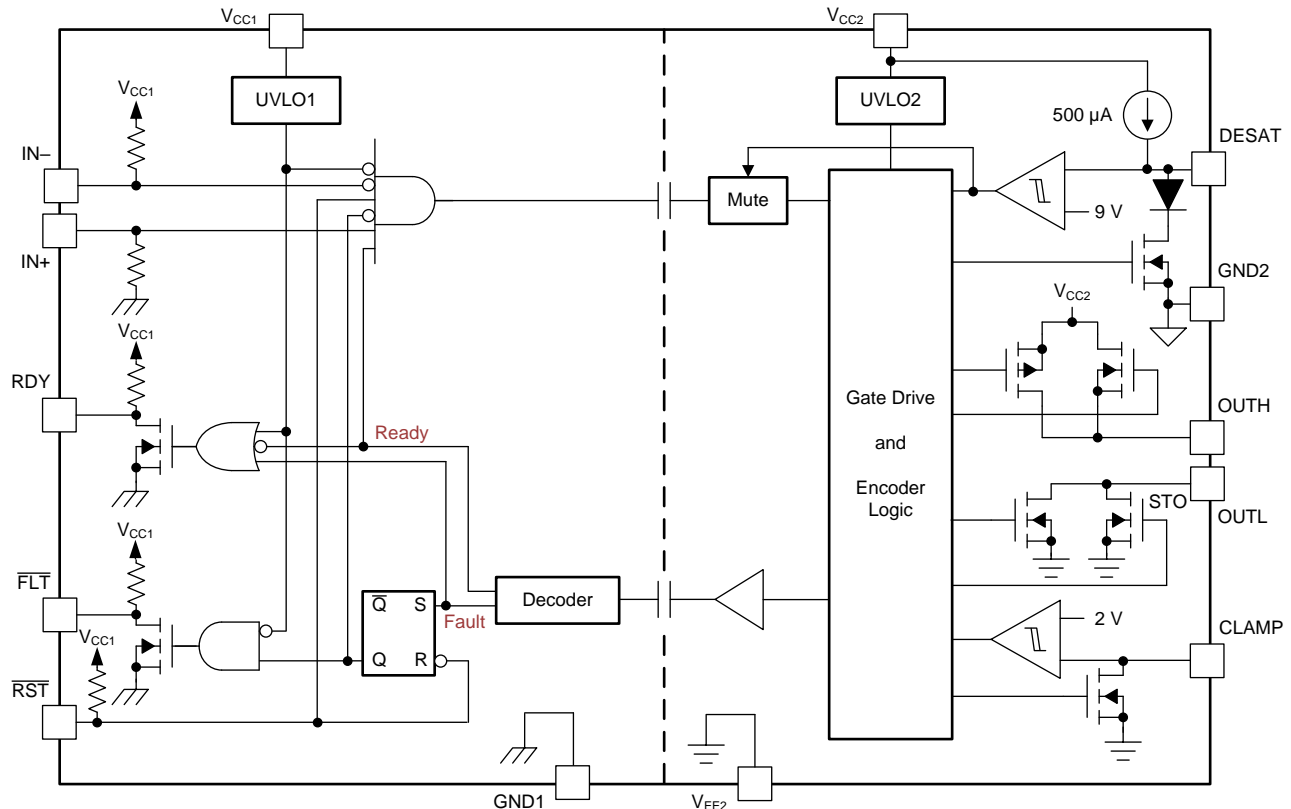 VCC1
VCC2
VCC1
UVLO1
UVLO2
500 µA
DESAT
IN–
Mute
9 V
IN+
GND2
VCC1
VCC2
RDY
Gate Drive
and
Encoder
Logic
OUTH
Ready
STO
OUTL
VCC1
FLT
Q
S
Decoder
Fault
2 V
CLAMP
VCC1
Q
R
RST
GND1
VEE2